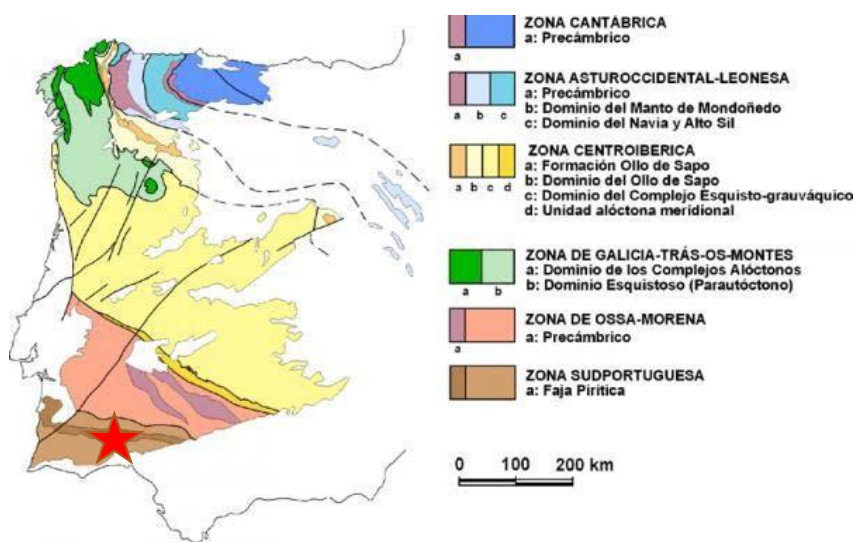 ZONA CANTÁBRICA
a: Precámbrico
a
ZONA ASTUROCCIDENTAL-LEONESA
a: Precámbrico
b: Dominio del Manto de Mondoñedo
c: Dominio del Navia y Alto Sil
a b c
ZONA CENTROIBERICA
a: Formación Ollo de Sapo
b: Dominio del Ollo de Sapo
c: Dominio del Complejo Esquisto-grauváquico
d: Unidad alóctona meridional
a b c d
ZONA DE GALICIA-TRÁS-OS-MONTES
a: Dominio de los Complejos Alóctonos
b: Dominio Esquistoso (Parautóctono)
a b
ZONA DE OSSA-MORENA
a: Precámbrico
a
ZONA SUDPORTUGUESA
a: Faja Pirítica
a
0 100 200 km